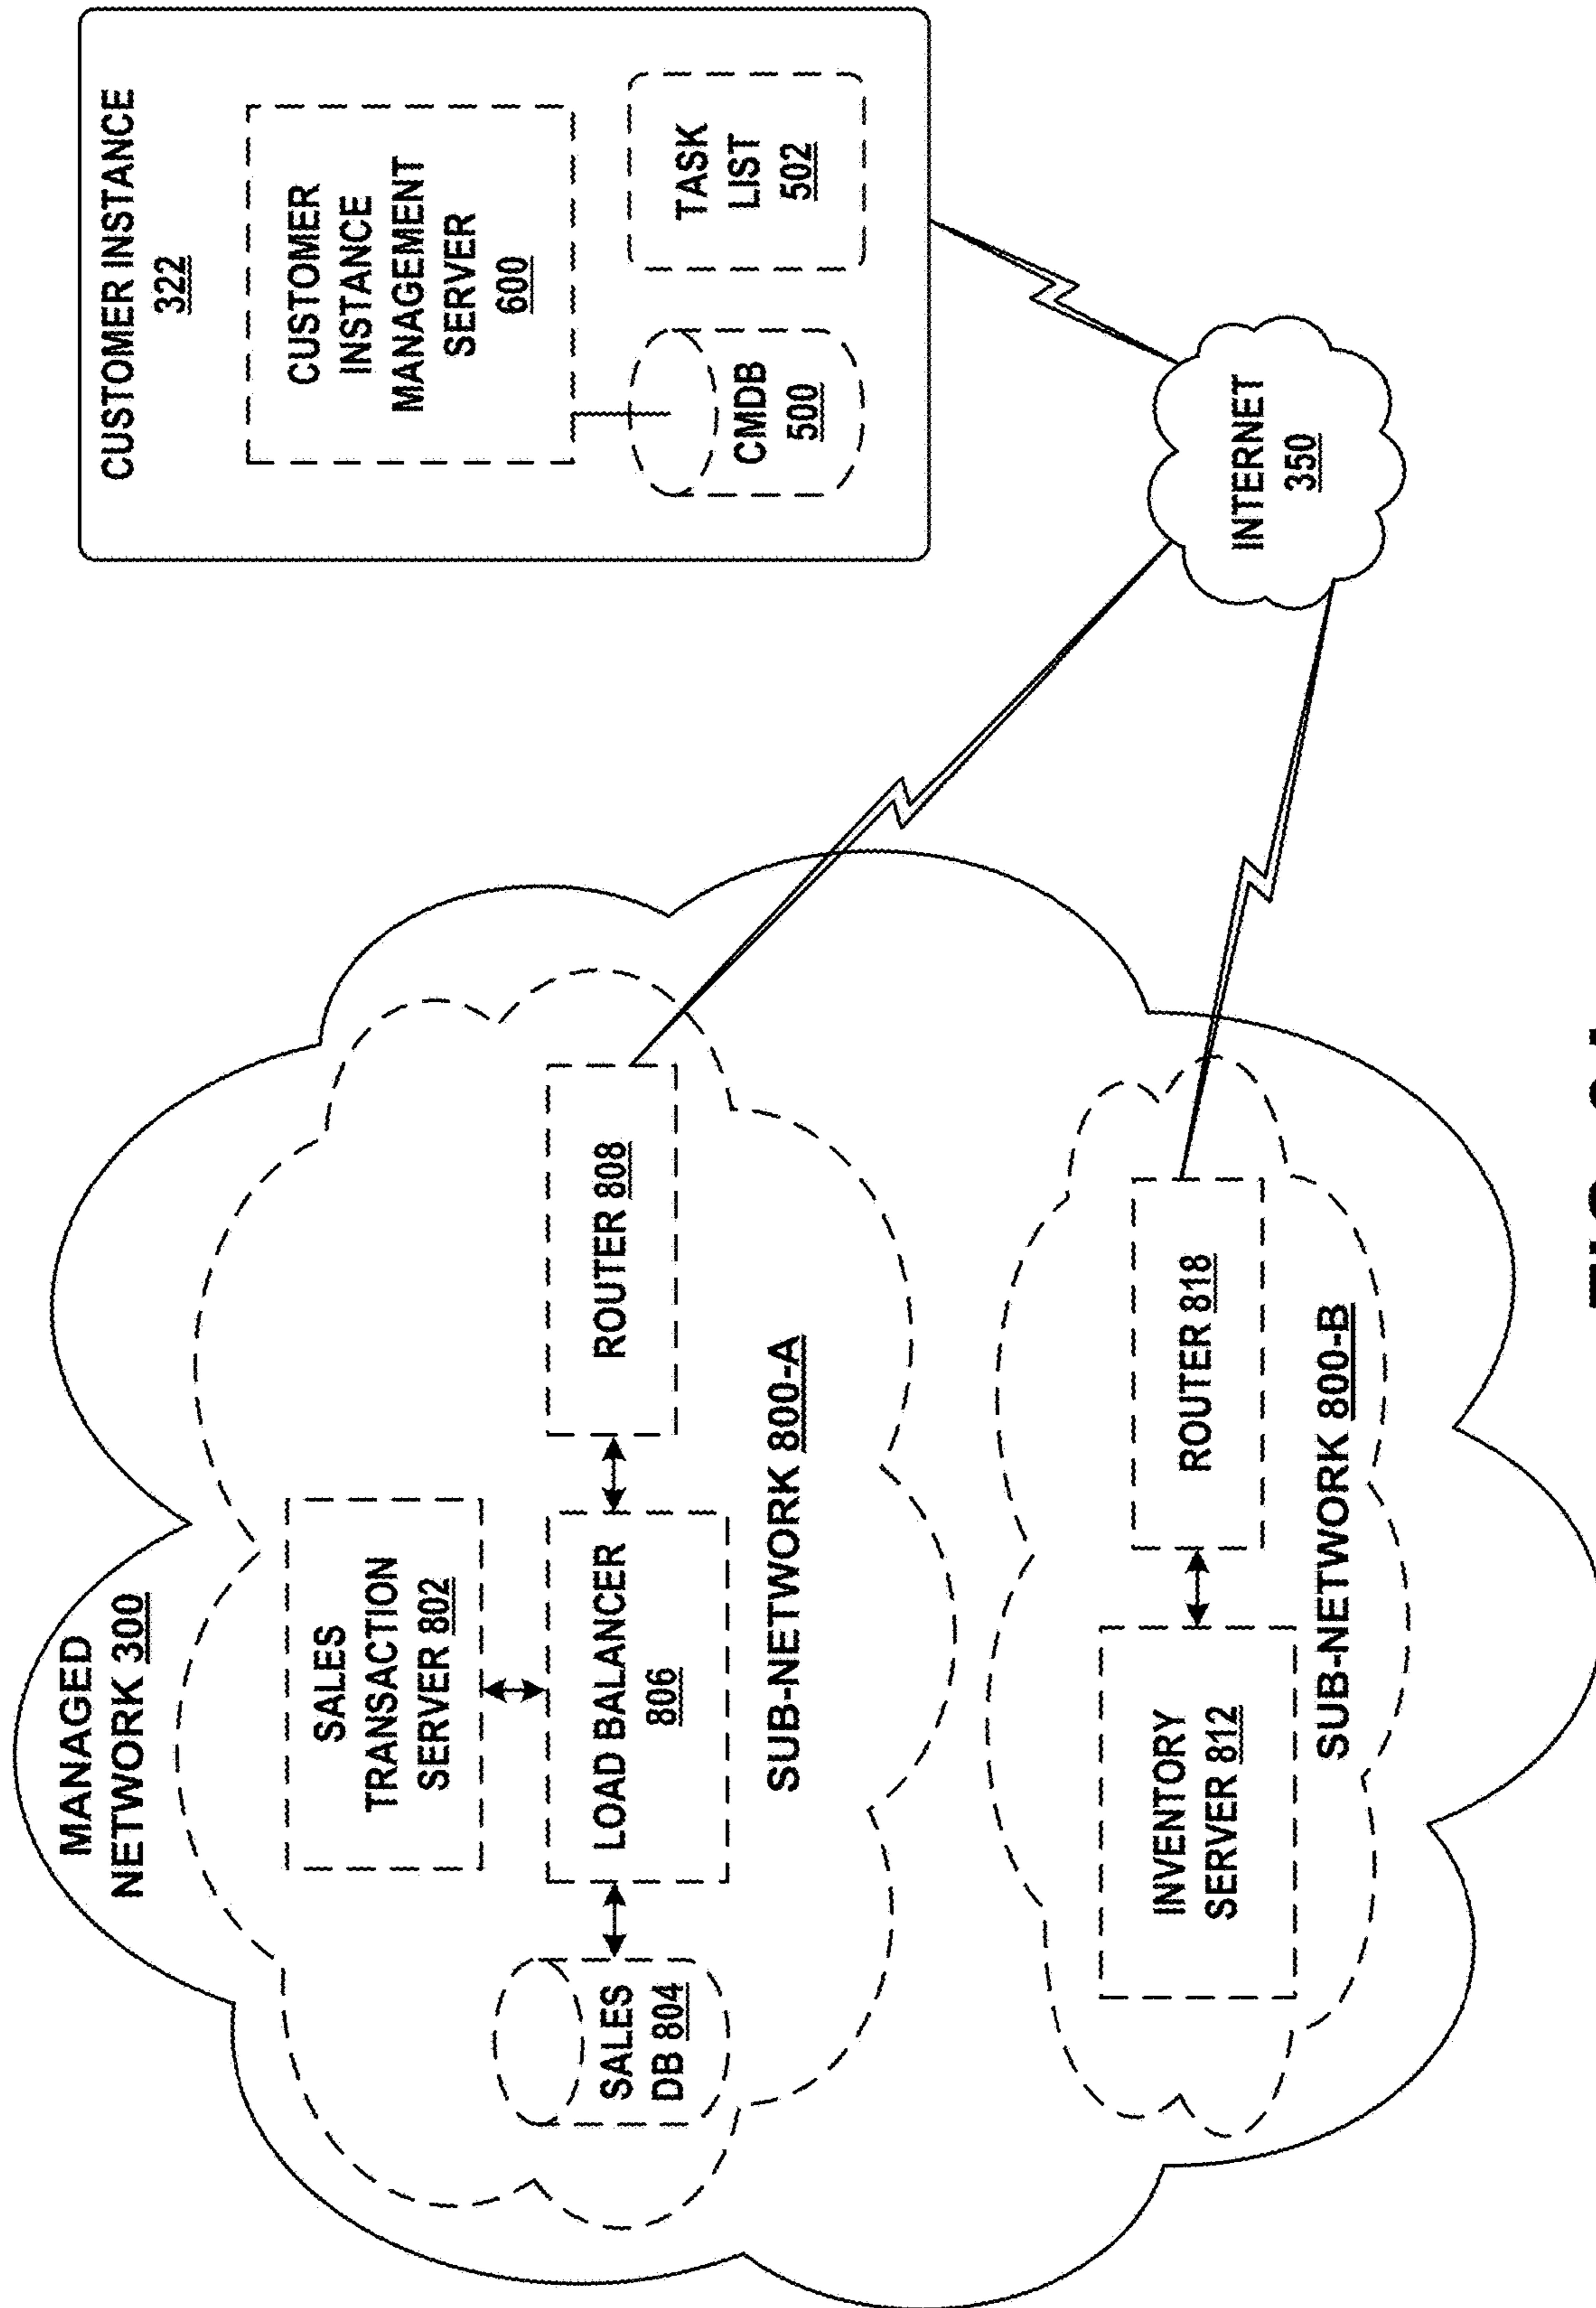 MANAGED
NETWORK 300
SALES
TRANSACTION
SERVER 802
SALES
DB 804
LOAD BALANCER
806
ROUTER 808
SUB-NETWORK 800-A
INVENTORY
SERVER 812
ROUTER 818
SUB-NETWORK 800-B
CUSTOMER INSTANCE
322
CUSTOMER
INSTANCE
MANAGEMENT
SERVER
600
CMDB
500
TASK
LIST
502
INTERNET
350